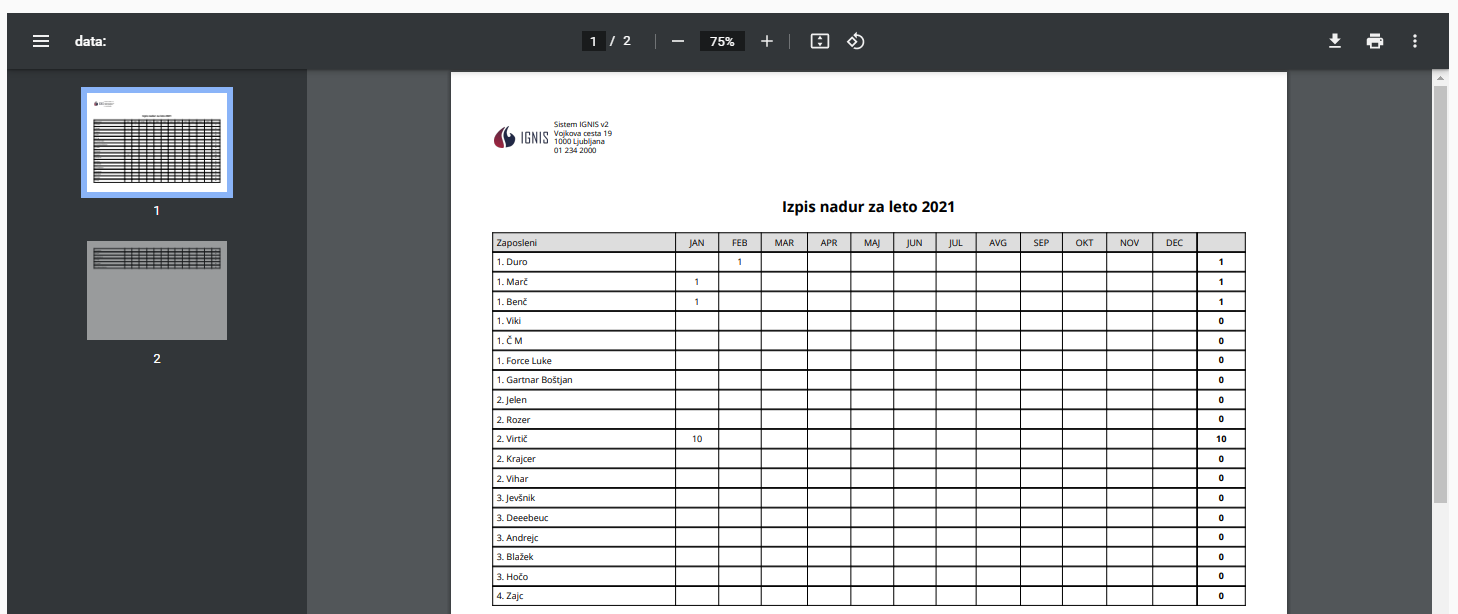 data:
1 / 2
75%
1
2
IGNIS
Sistem IGNIS v2
Vojkova cesta 19
1000 Ljubljana
01 234 2000
Izpis nadur za leto 2021
Zaposleni JAN FEB MAR APR MAJ JUN JUL AVG SEP OKT NOV DEC
1. Duro 1 1
1. Marč 1 1
1. Benč 1 1
1. Viki 0
1. Č M 0
1. Force Luke 0
1. Gartnar Boštjan 0
2. Jelen 0
2. Rozer 0
2. Virtič 10 10
2. Krajcer 0
2. Vihar 0
3. Jevšnik 0
3. Deeebeuc 0
3. Andrejc 0
3. Blažek 0
3. Hočo 0
4. Zajc 0